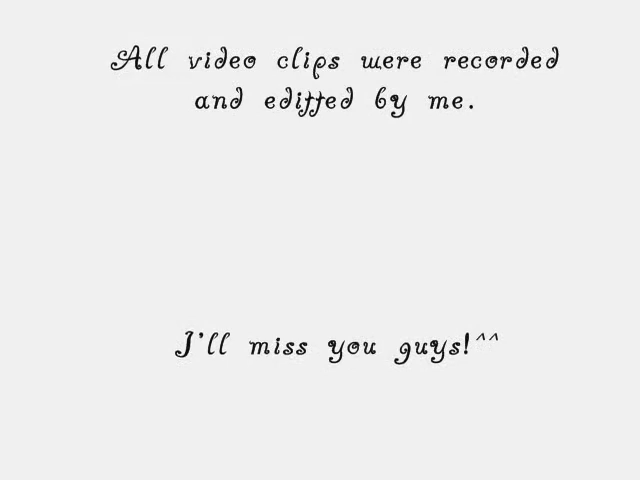 All video clips were recorded
and editted by me.
I'll miss you guys!^^